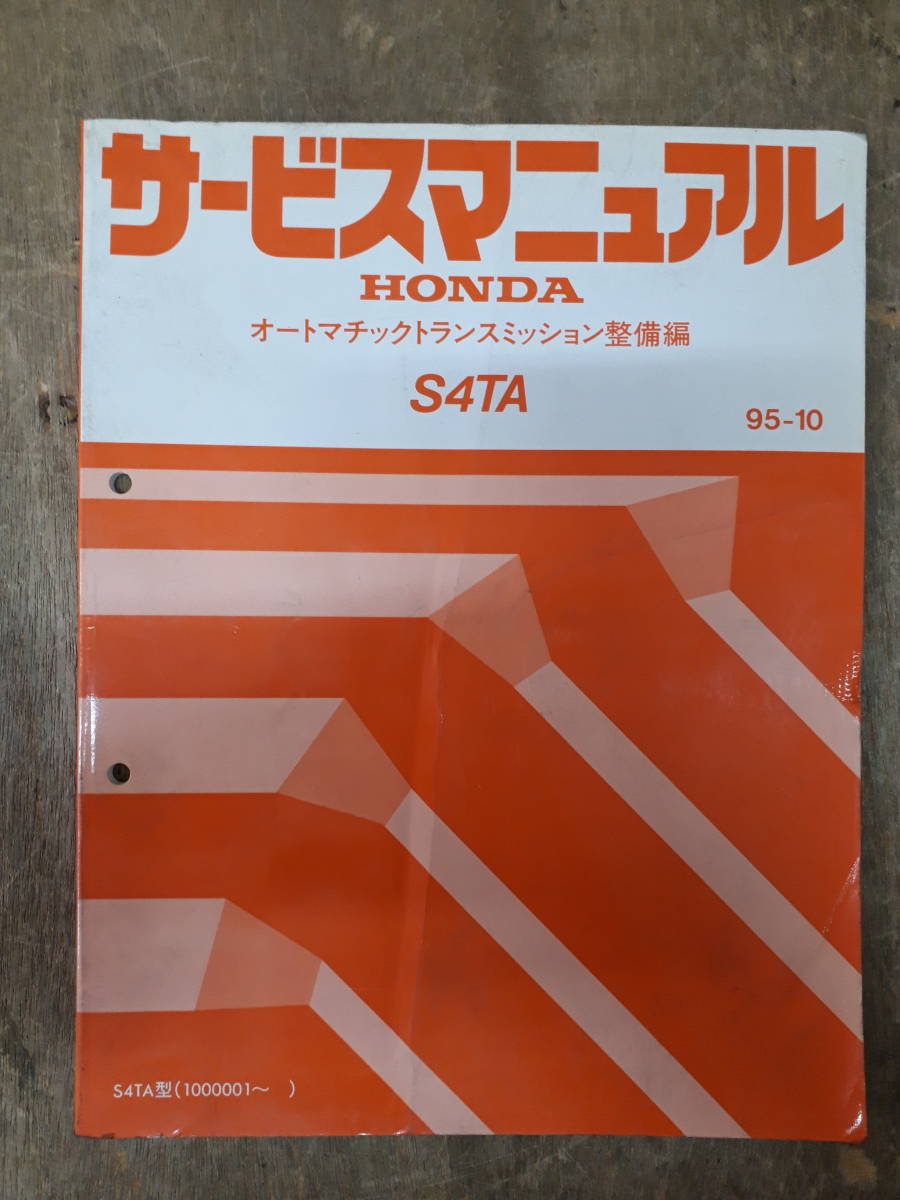 サービスマニュアル
HONDA
オートマチックトランスミッション整備編
S4TA
95-10
S4TA型(1000001～　)